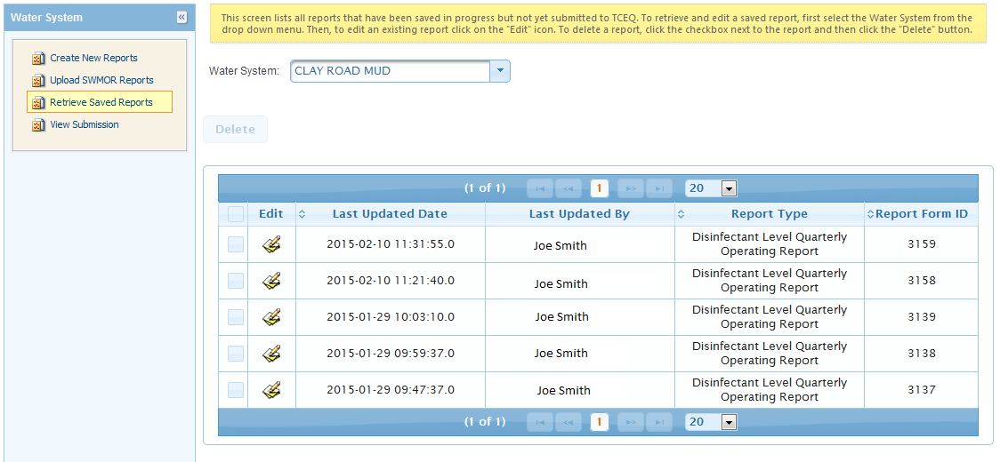 Water System
Create New Reports
Upload SWMOR Reports
Retrieve Saved Reports
View Submission
This screen lists all reports that have been saved in progress but not yet submitted to TCEQ. To retrieve and edit a saved report, first select the Water System from the
drop down menu. Then, to edit an existing report click on the "Edit" icon. To delete a report, click the checkbox next to the report and then click the "Delete" button.
Water System: CLAY ROAD MUD
Delete
(1 of 1) 1 20
Edit Last Updated Date Last Updated By Report Type Report Form ID
2015-02-10 11:31:55.0 Joe Smith Disinfectant Level Quarterly Operating Report 3159
2015-02-10 11:21:40.0 Joe Smith Disinfectant Level Quarterly Operating Report 3158
2015-01-29 10:03:10.0 Joe Smith Disinfectant Level Quarterly Operating Report 3139
2015-01-29 09:59:37.0 Joe Smith Disinfectant Level Quarterly Operating Report 3138
2015-01-29 09:47:37.0 Joe Smith Disinfectant Level Quarterly Operating Report 3137
(1 of 1) 1 20